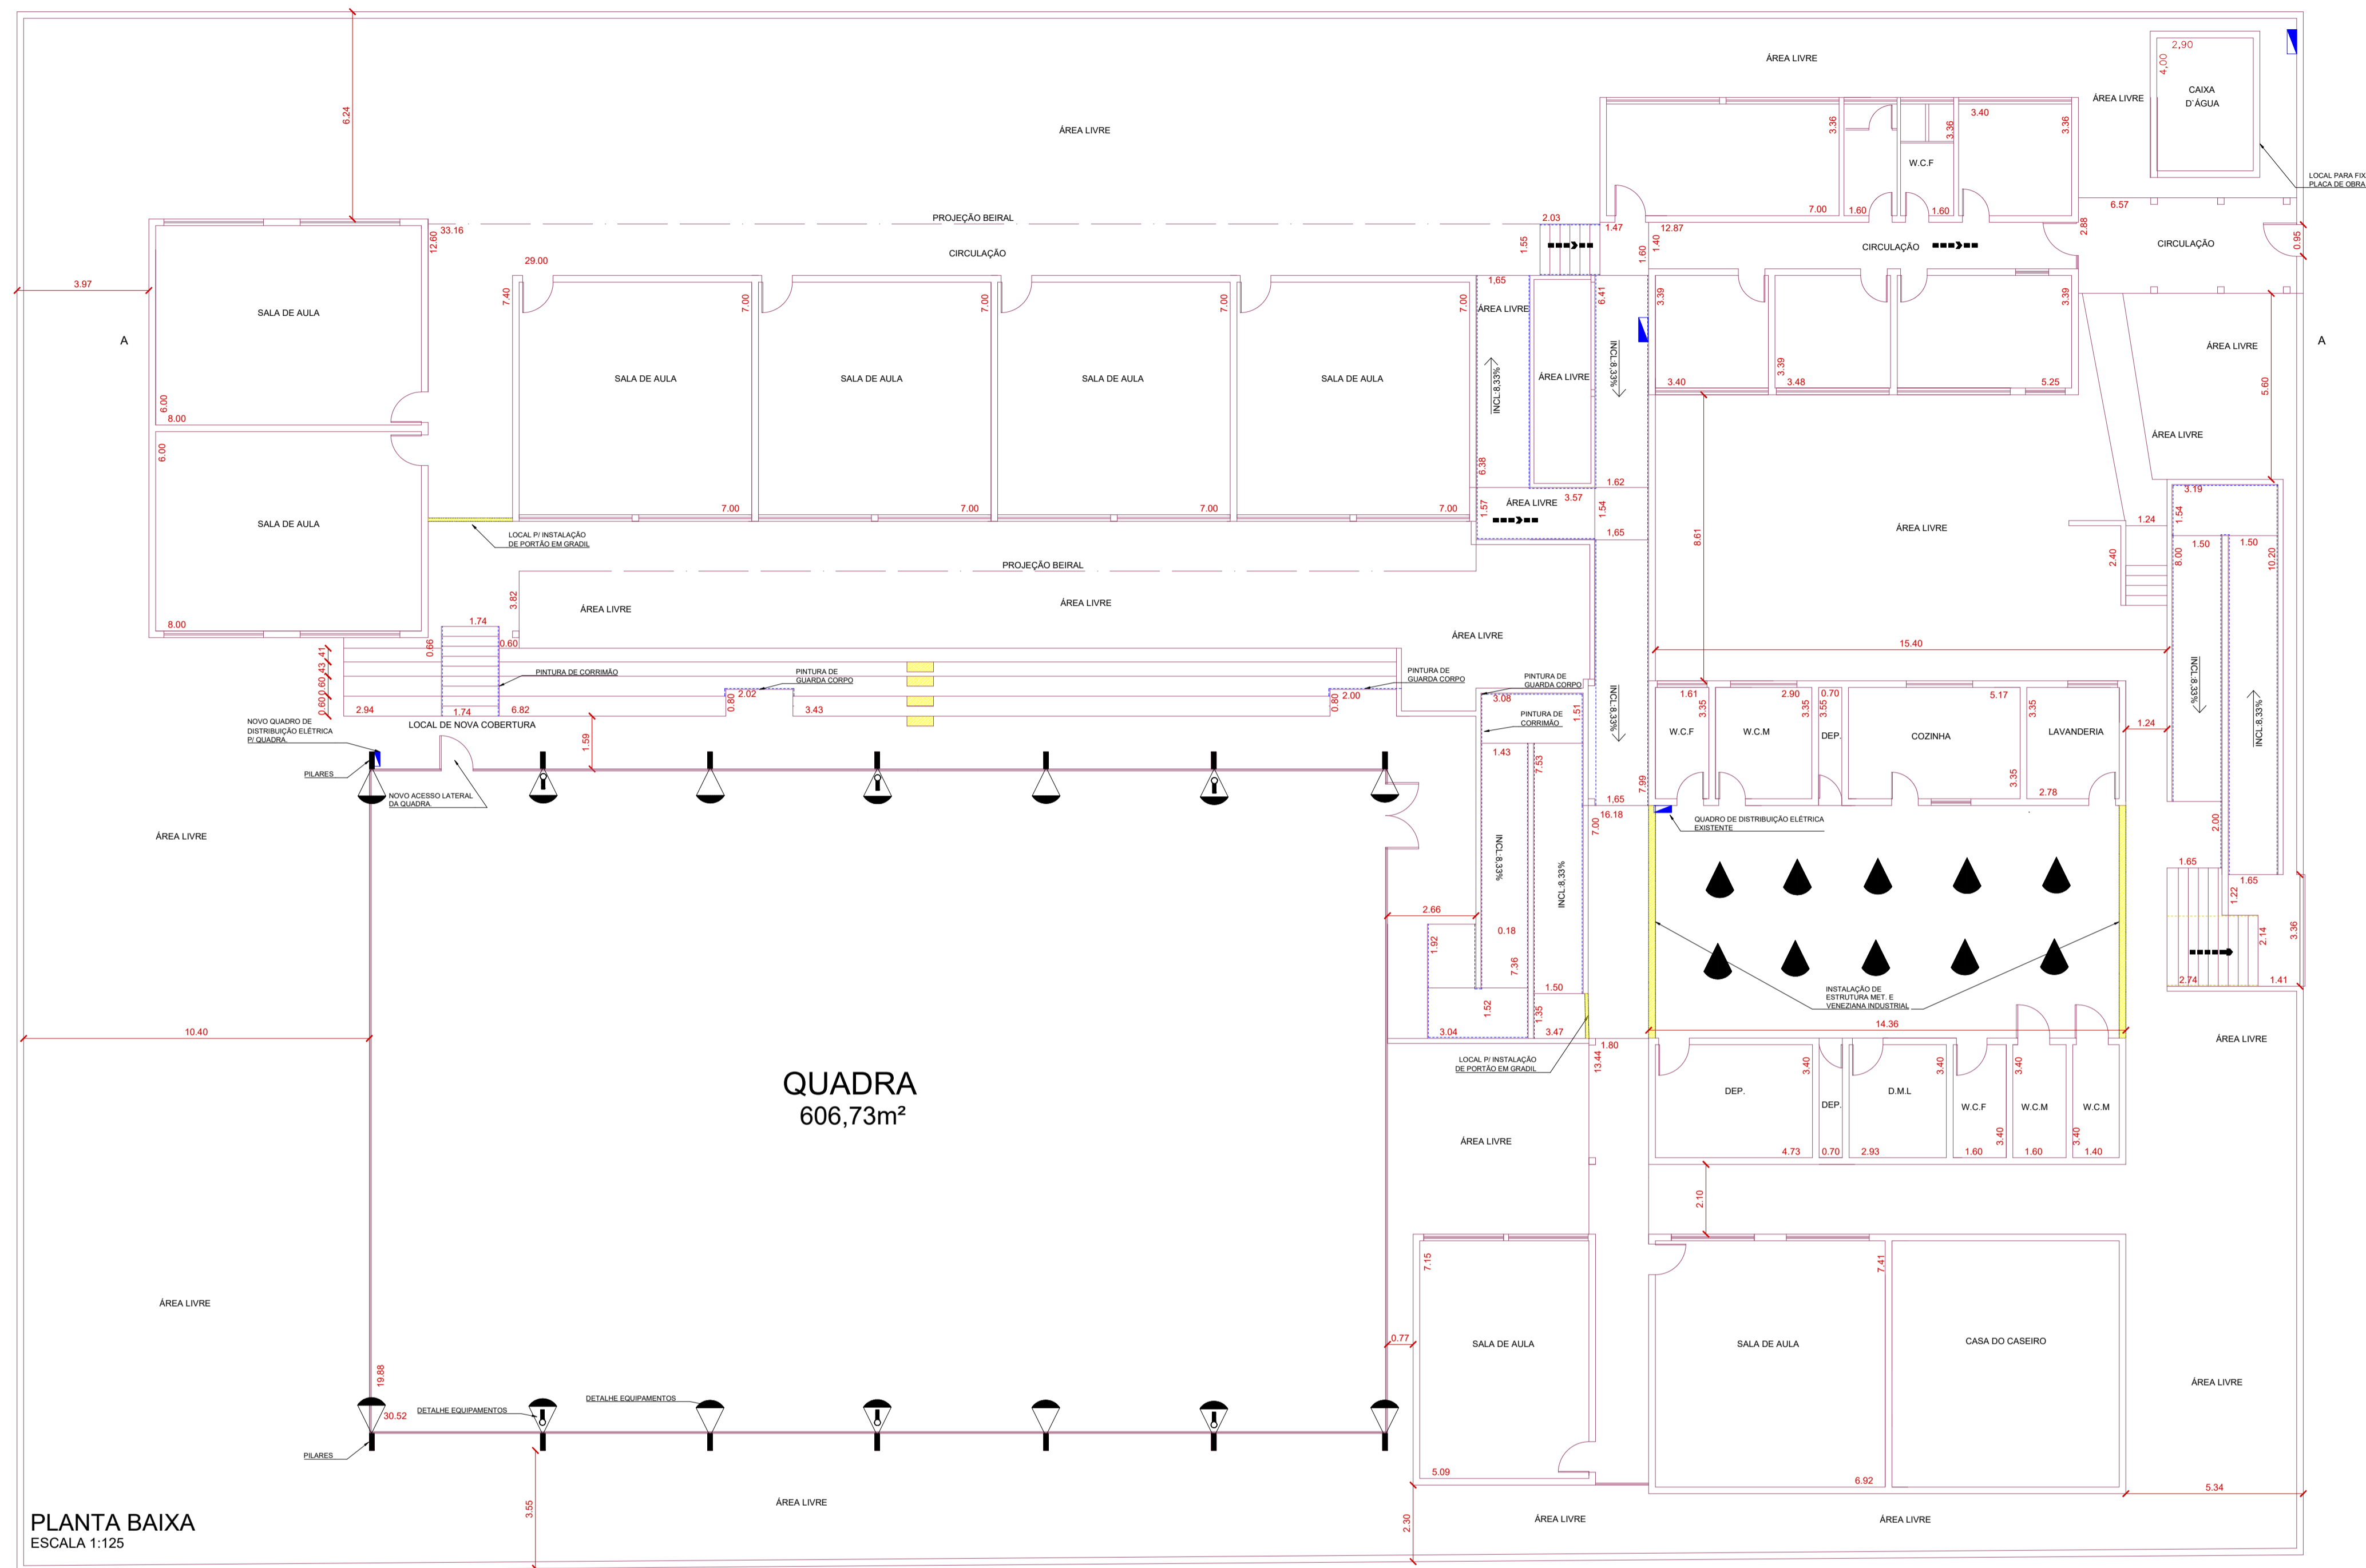 6.24
ÁREA LIVRE
2,90
4,00
CAIXA
D`ÁGUA
ÁREA LIVRE
ÁREA LIVRE
3.40
3.36
3.36
3.36
W.C.F
LOCAL PARA FIX
PLACA DE OBRA
7.00
1.60
1.60
6.57
PROJEÇÃO BEIRAL
2.03
1.47
12.87
2.88
33.16
12.60
CIRCULAÇÃO
1.55
1.60
1.40
CIRCULAÇÃO
CIRCULAÇÃO
0.95
29.00
3.97
7.40
7.00
7.00
7.00
7.00
1,65
6.41
3.39
3.39
SALA DE AULA
ÁREA LIVRE
A
A
ÁREA LIVRE
INCL:8,33%
INCL:8,33%
ÁREA LIVRE
SALA DE AULA
SALA DE AULA
SALA DE AULA
SALA DE AULA
3.40
3.39
3.48
5.25
5.60
6.00
8.00
ÁREA LIVRE
6.00
6.38
1.62
3.19
7.00
7.00
7.00
7.00
1.57
ÁREA LIVRE
3.57
1.54
SALA DE AULA
ÁREA LIVRE
1.24
1.54
LOCAL P/ INSTALAÇÃO
DE PORTÃO EM GRADIL
1,65
8.61
1.50
1.50
2.40
8.00
10.20
PROJEÇÃO BEIRAL
3.82
ÁREA LIVRE
ÁREA LIVRE
8.00
1.74
0.66
0.60
ÁREA LIVRE
15.40
.41
.43
0.60
0.60
PINTURA DE CORRIMÃO
PINTURA DE
GUARDA CORPO
PINTURA DE
GUARDA CORPO
PINTURA DE
GUARDA CORPO
INCL:8,33%
INCL:8,33%
INCL:8,33%
2.94
1.74
6.82
0.80
2.02
3.43
0.80
2.00
3.08
1.51
PINTURA DE
CORRIMÃO
1.61
3.35
2.90
3.35
0.70
3.55
5.17
3.35
NOVO QUADRO DE
DISTRIBUIÇÃO ELÉTRICA
P/ QUADRA.
LOCAL DE NOVA COBERTURA
1.59
W.C.F
W.C.M
DEP.
COZINHA
LAVANDERIA
1.24
PILARES
NOVO ACESSO LATERAL
DA QUADRA.
1.43
7.53
7.99
3.35
2.78
1,65
16.18
7.00
QUADRO DE DISTRIBUIÇÃO ELÉTRICA
EXISTENTE
2.00
ÁREA LIVRE
INCL:8,33%
INCL:8,33%
1.65
1.65
1.22
2.66
1.92
0.18
7.36
2.14
3.36
2.74
1.41
1.50
1.52
1.35
INSTALAÇÃO DE
ESTRUTURA MET. E
VENEZIANA INDUSTRIAL
10.40
3.04
3.47
14.36
ÁREA LIVRE
1.80
LOCAL P/ INSTALAÇÃO
DE PORTÃO EM GRADIL
13.44
3.40
3.40
3.40
QUADRA
606,73m²
DEP.
DEP.
D.M.L
W.C.F
W.C.M
W.C.M
ÁREA LIVRE
3.40
3.40
4.73
0.70
2.93
1.60
1.60
1.40
2.10
7.15
7.41
ÁREA LIVRE
0.77
SALA DE AULA
SALA DE AULA
CASA DO CASEIRO
19.88
ÁREA LIVRE
DETALHE EQUIPAMENTOS
DETALHE EQUIPAMENTOS
30.52
PILARES
5.09
6.92
5.34
3.55
ÁREA LIVRE
2.30
ÁREA LIVRE
ÁREA LIVRE
PLANTA BAIXA
ESCALA 1:125